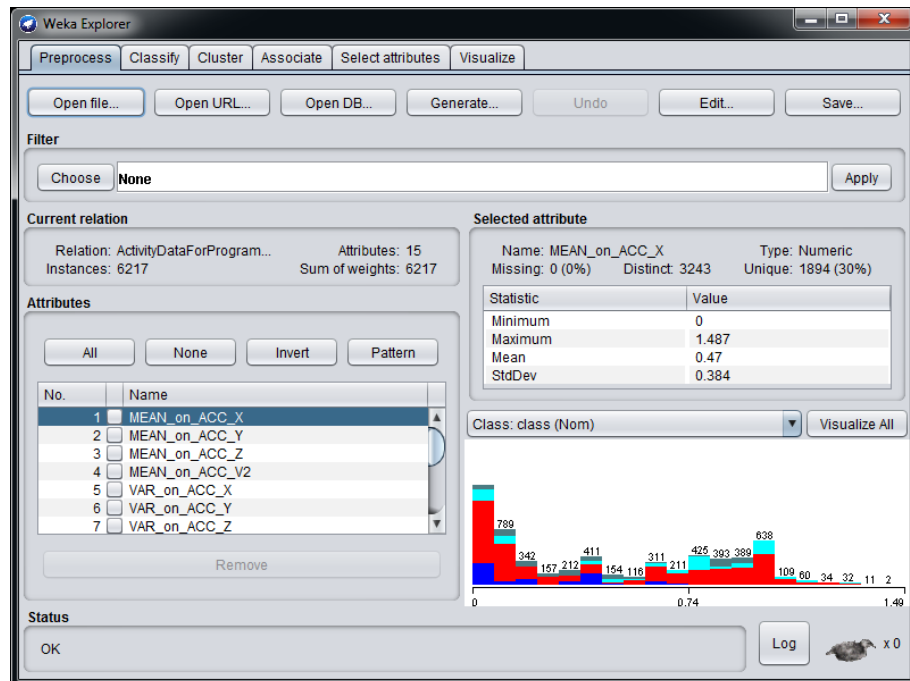 Weka Explorer
Preprocess Classify Cluster Associate Select attributes Visualize
Open file... Open URL... Open DB... Generate... Undo Edit... Save...
Filter
Choose None Apply
Current relation
Relation: ActivityDataForProgram... Attributes: 15
Instances: 6217 Sum of weights: 6217
Selected attribute
Name: MEAN_on_ACC_X Type: Numeric
Missing: 0 (0%) Distinct: 3243 Unique: 1894 (30%)
Statistic Value
Minimum 0
Maximum 1.487
Mean 0.47
StdDev 0.384
Attributes
All None Invert Pattern
No. Name
1 MEAN_on_ACC_X
2 MEAN_on_ACC_Y
3 MEAN_on_ACC_Z
4 MEAN_on_ACC_V2
5 VAR_on_ACC_X
6 VAR_on_ACC_Y
7 VAR_on_ACC_Z
Remove
Class: class (Nom) Visualize All
789 342 157 212 411 154 116 311 211 425 393 389 638 109 60 34 32 11 2
0 0.74 1.49
Status
OK
Log x 0